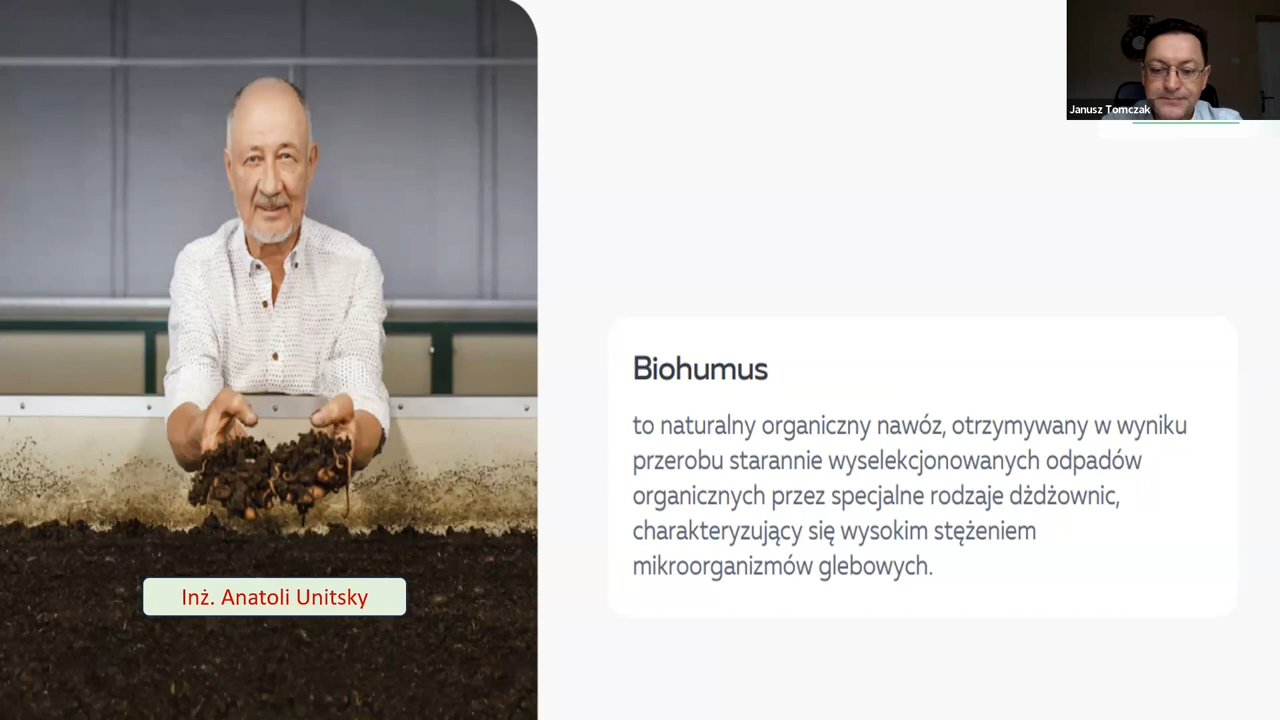 Janusz Tomczak
Biohumus
to naturalny organiczny nawóz, otrzymywany w wyniku
przerobu starannie wyselekcjonowanych odpadów
organicznych przez specjalne rodzaje dżdżownic,
charakteryzujący się wysokim stężeniem
mikroorganizmów glebowych.
Inż. Anatoli Unitsky